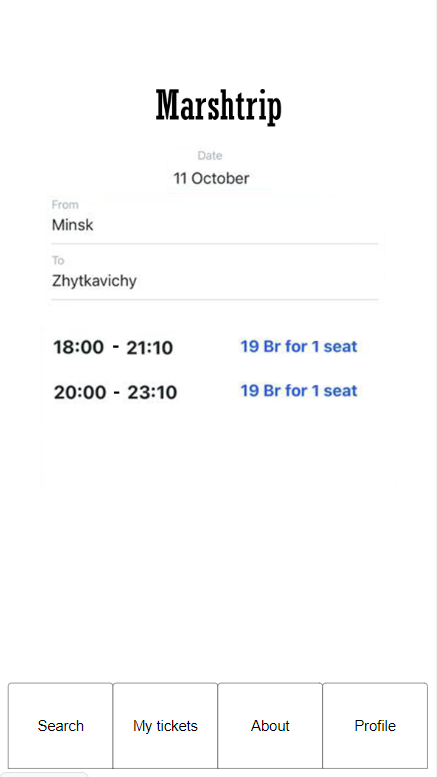 Marshtrip
Date
11 October
From
Minsk
To
Zhytkavichy
18:00 - 21:10 19 Br for 1 seat
20:00 - 23:10 19 Br for 1 seat
Search My tickets About Profile